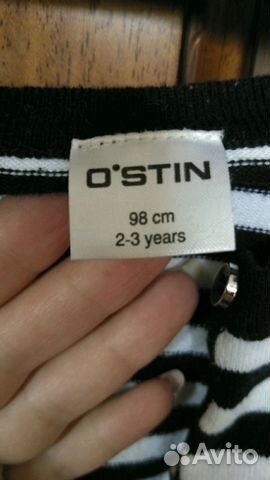 O'STIN
98 cm
2-3 years
Avito